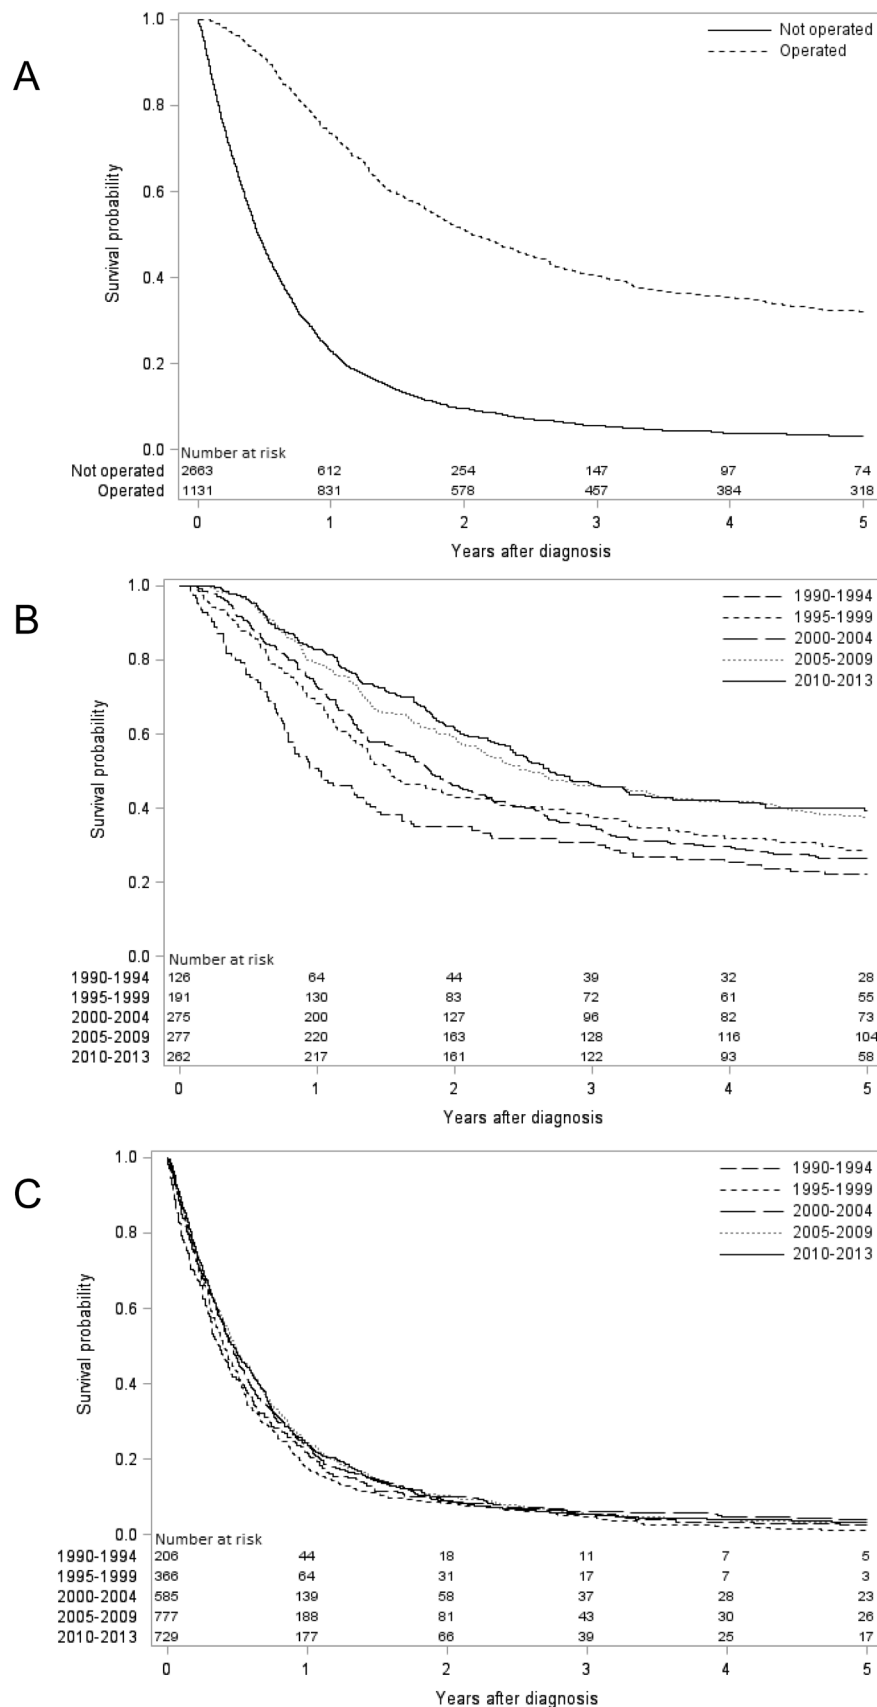 A
Not operated
Operated
1.0
0.8
0.6
0.4
0.2
0.0
Survival probability
Number at risk
Not operated 2663 612 254 147 97 74
Operated 1131 831 578 457 384 318
0 1 2 3 4 5
Years after diagnosis
B
1990-1994
1995-1999
2000-2004
2005-2009
2010-2013
1.0
0.8
0.6
0.4
0.2
0.0
Survival probability
Number at risk
1990-1994 126 64 44 39 32 28
1995-1999 191 130 83 72 61 55
2000-2004 275 200 127 96 82 73
2005-2009 277 220 163 128 116 104
2010-2013 262 217 161 122 93 58
0 1 2 3 4 5
Years after diagnosis
C
1990-1994
1995-1999
2000-2004
2005-2009
2010-2013
1.0
0.8
0.6
0.4
0.2
0.0
Survival probability
Number at risk
1990-1994 206 44 18 11 7 5
1995-1999 366 64 31 17 7 3
2000-2004 585 139 58 37 28 23
2005-2009 777 188 81 43 30 26
2010-2013 729 177 66 39 25 17
0 1 2 3 4 5
Years after diagnosis